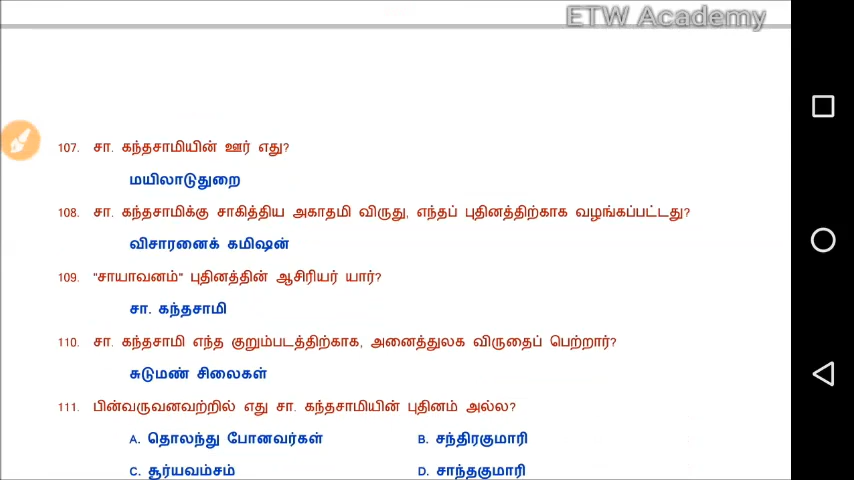 ETW Academy
107. சா. கந்தசாமியின் ஊர் எது?
மயிலாடுதுறை
108. சா. கந்தசாமிக்கு சாகித்திய அகாதமி விருது, எந்தப் புதினத்திற்காக வழங்கப்பட்டது?
விசாரனைக் கமிஷன்
109. "சாயாவனம்" புதினத்தின் ஆசிரியர் யார்?
சா. கந்தசாமி
110. சா. கந்தசாமி எந்த குறும்படத்திற்காக, அனைத்துலக விருதைப் பெற்றார்?
சுடுமண் சிலைகள்
111. பின்வருவனவற்றில் எது சா. கந்தசாமியின் புதினம் அல்ல?
A. தொலந்து போனவர்கள் B. சந்திரகுமாரி
C. சூர்யவம்சம் D. சாந்தகுமாரி